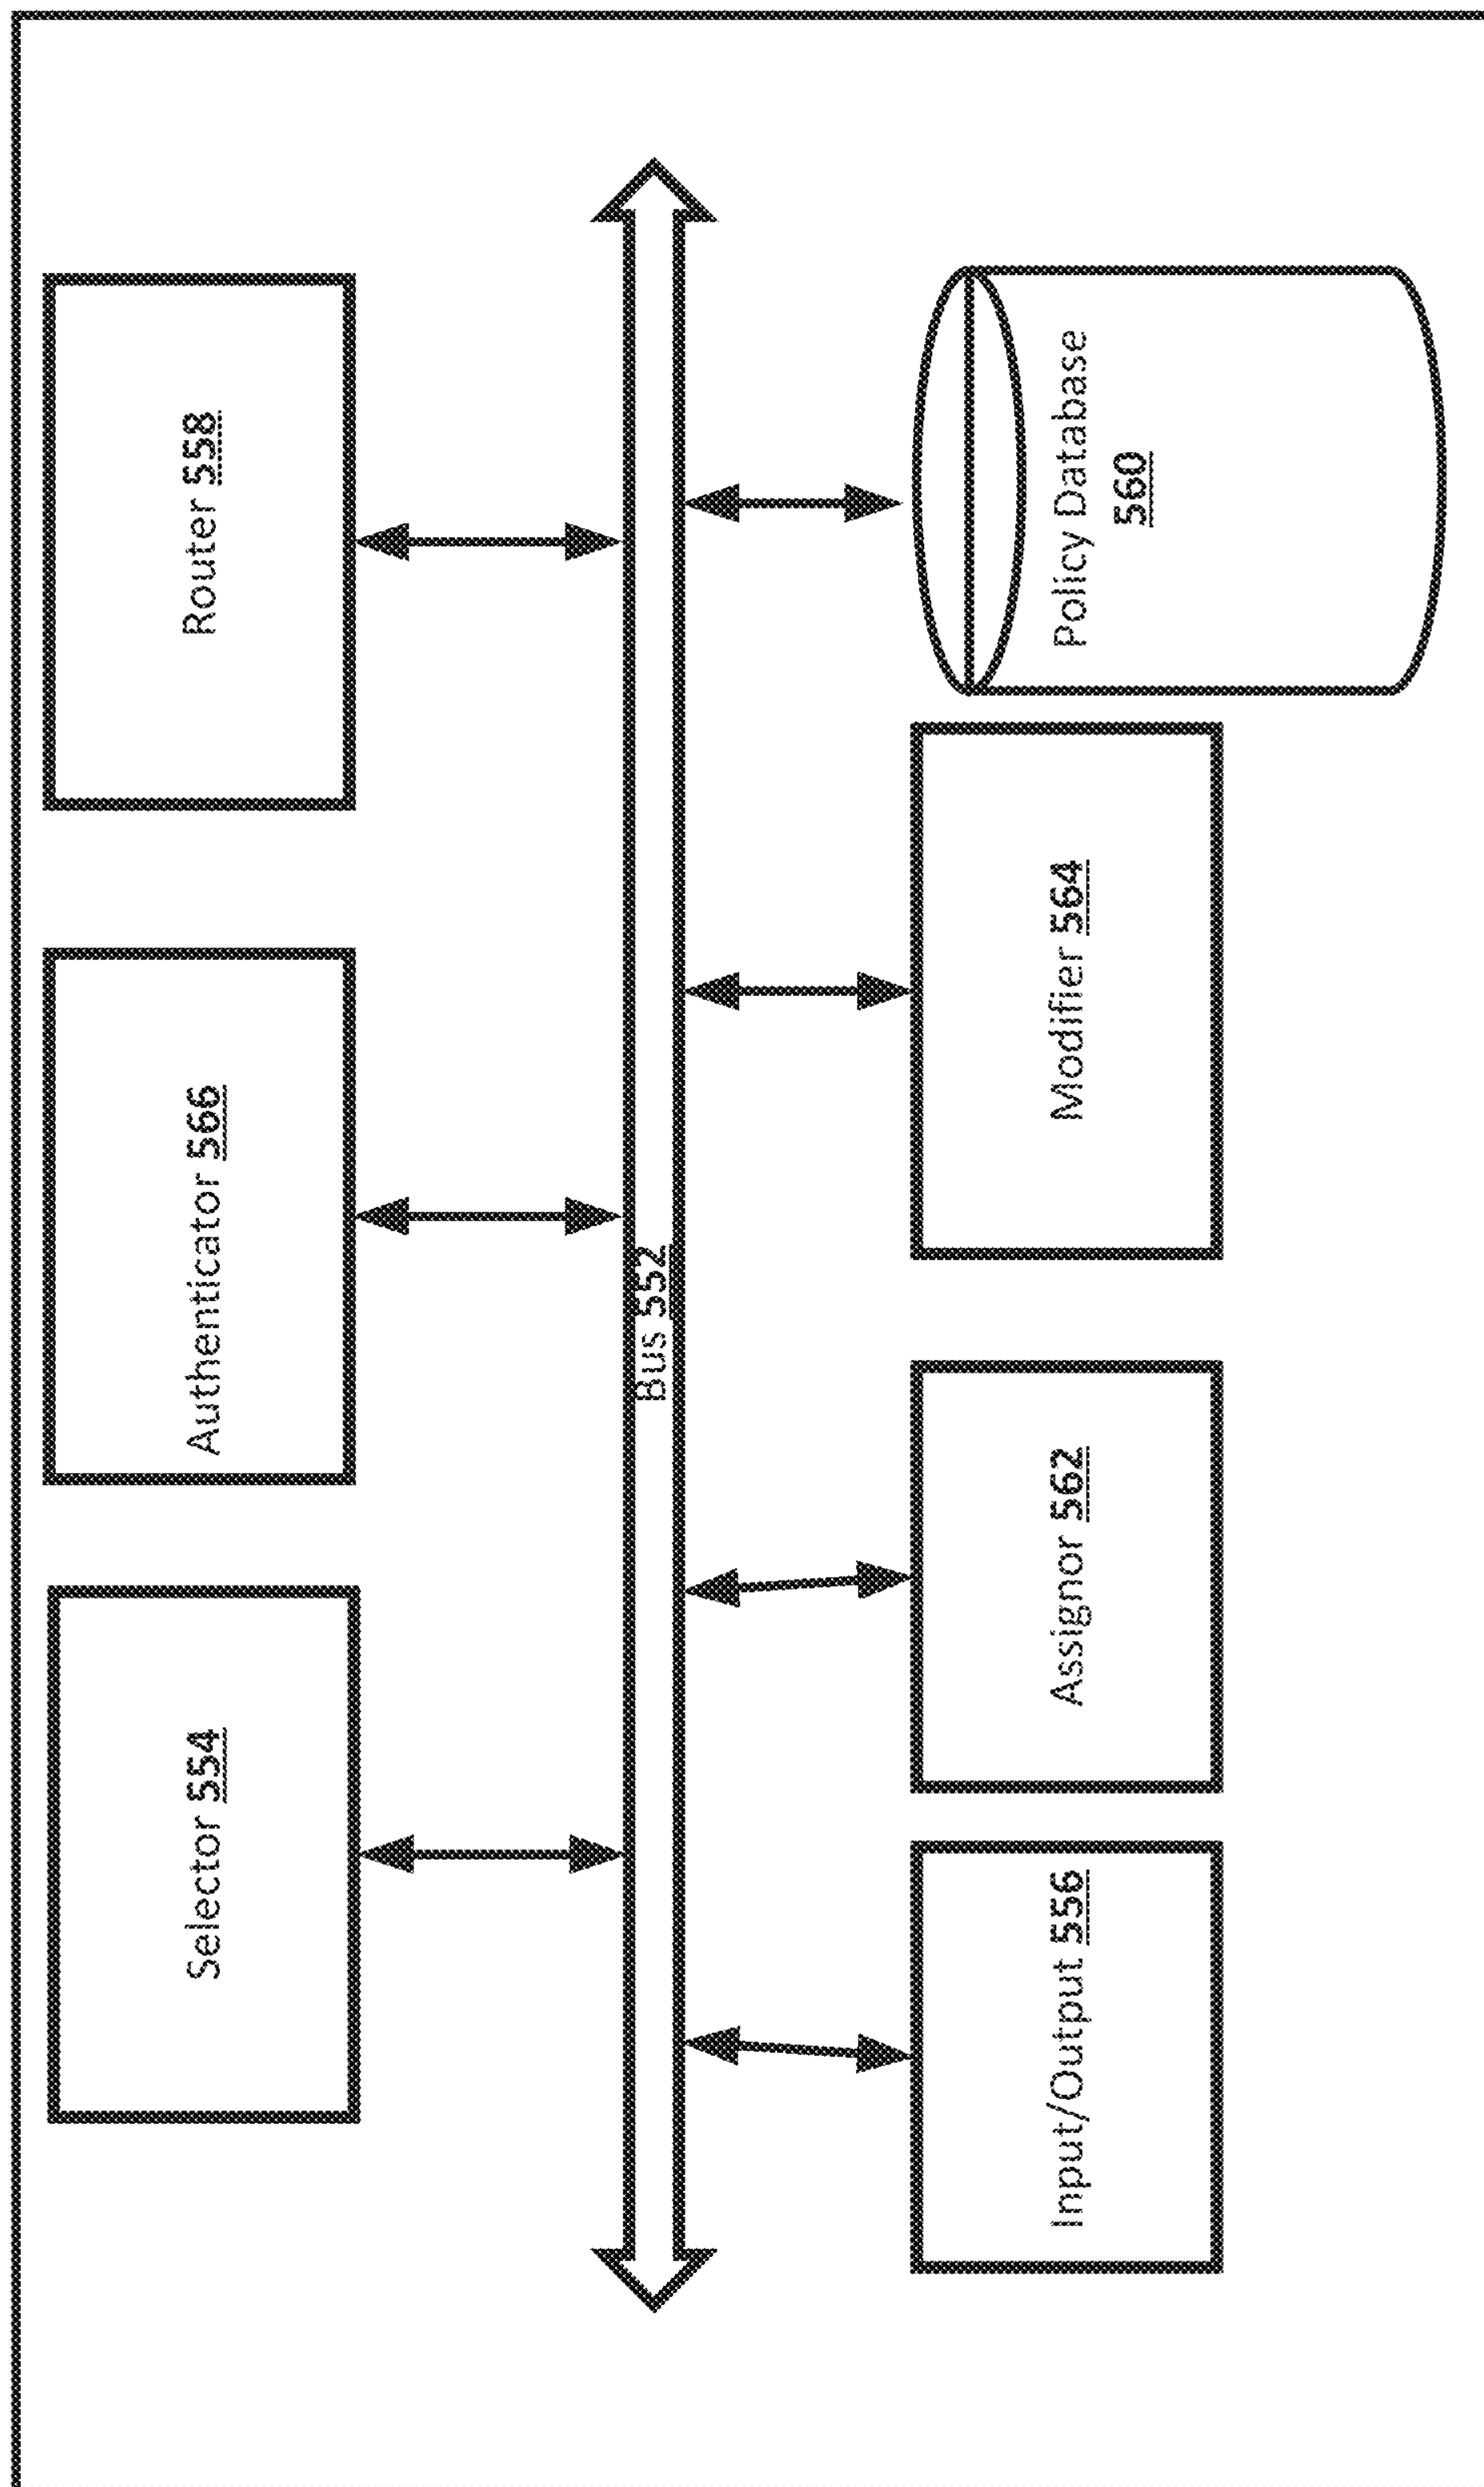 Selector 554
Authenticator 566
Router 558
Bus 552
Input/Output 556
Assignor 562
Modifier 564
Policy Database
560